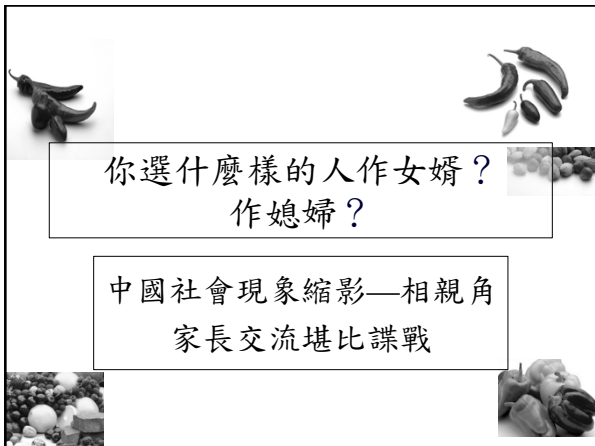 你選什麼樣的人作女婿？
作媳婦？
中國社會現象縮影—相親角
家長交流堪比諜戰